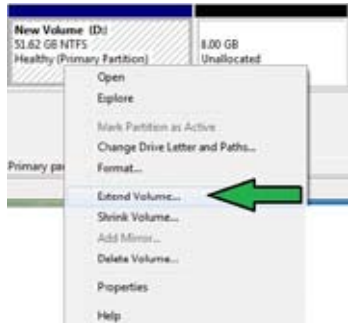 New Volume (D:)
51.62 GB NTFS
Healthy (Primary Partition)
8.00 GB
Unallocated
Open
Explore
Mark Partition as Active
Change Drive Letter and Paths...
Format...
Primary par
Extend Volume...
Shrink Volume...
Add Mirror...
Delete Volume...
Properties
Help